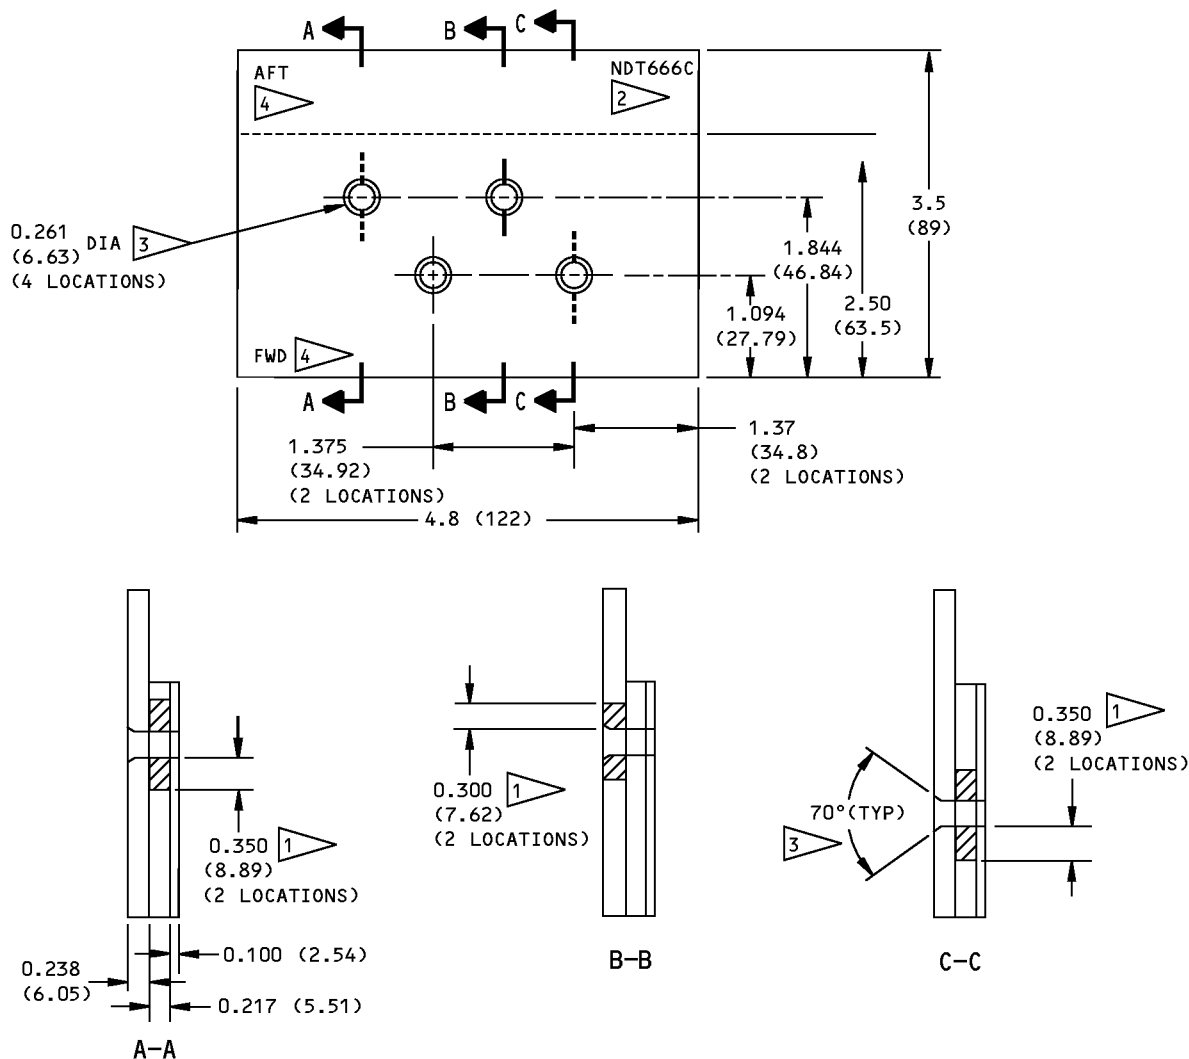 A
B
C
AFT
4
NDT666C
2
0.261
(6.63)
DIA
3
(4 LOCATIONS)
3.5
(89)
1.844
(46.84)
2.50
(63.5)
1.094
(27.79)
FWD
4
A
B
C
1.375
(34.92)
(2 LOCATIONS)
1.37
(34.8)
(2 LOCATIONS)
4.8 (122)
0.350
1
(8.89)
(2 LOCATIONS)
0.100 (2.54)
0.238
(6.05)
0.217 (5.51)
A-A
0.300
1
(7.62)
(2 LOCATIONS)
B-B
0.350
1
(8.89)
(2 LOCATIONS)
70°(TYP)
3
C-C